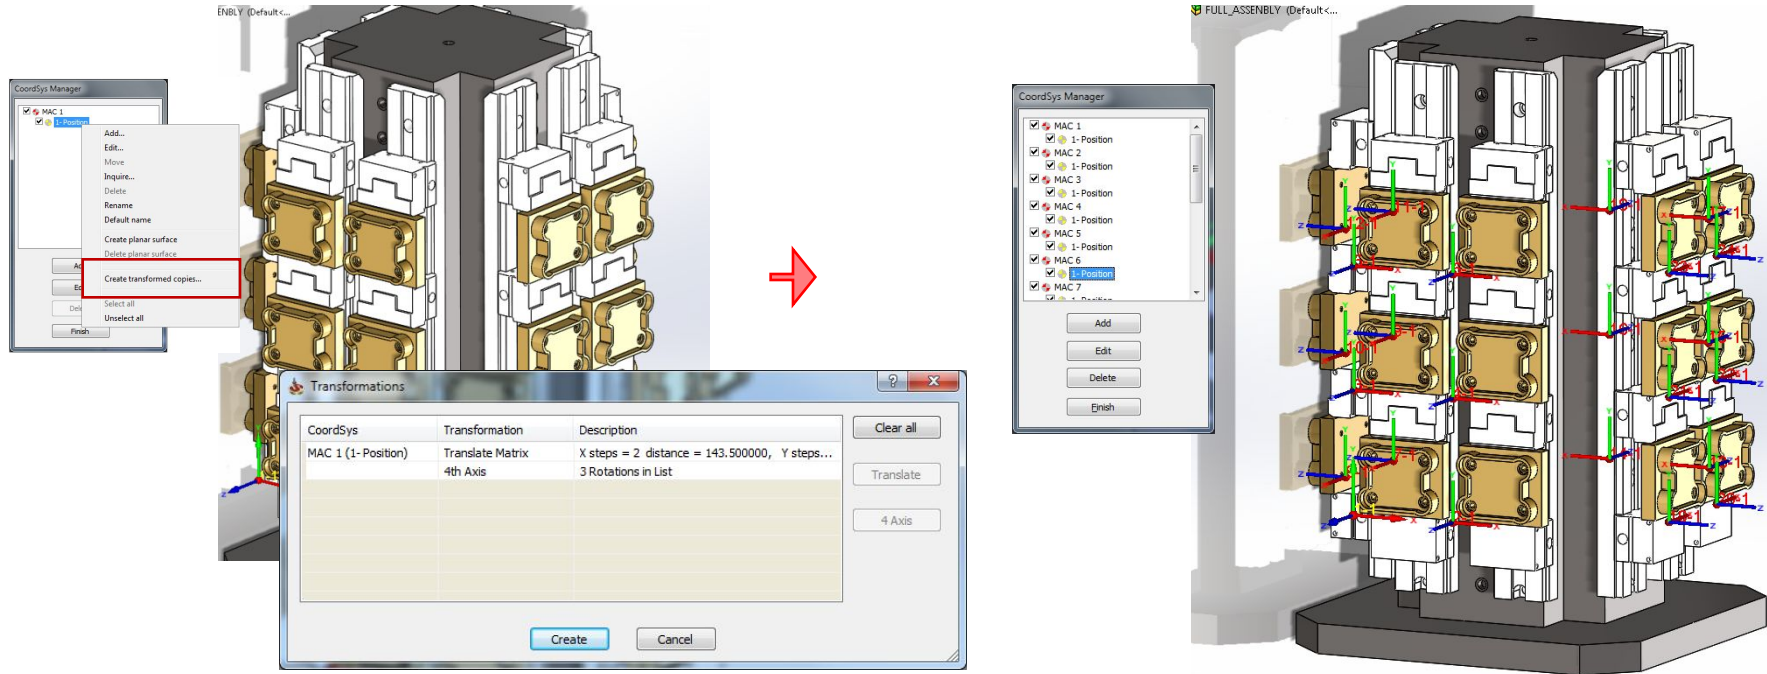 ENBLY (Default<...
CoordSys Manager
MAC 1
1- Position
Add...
Edit...
Move
Inquire...
Delete
Rename
Default name
Create planar surface
Delete planar surface
Create transformed copies...
Select all
Unselect all
Finish
Transformations
CoordSys Transformation Description
MAC 1 (1- Position) Translate Matrix X steps = 2 distance = 143.500000, Y steps...
4th Axis 3 Rotations in List
Clear all
Translate
4 Axis
Create Cancel
CoordSys Manager
MAC 1
1- Position
MAC 2
1- Position
MAC 3
1- Position
MAC 4
1- Position
MAC 5
1- Position
MAC 6
1- Position
MAC 7
Add
Edit
Delete
Finish
FULL_ASSENBLY (Default<...